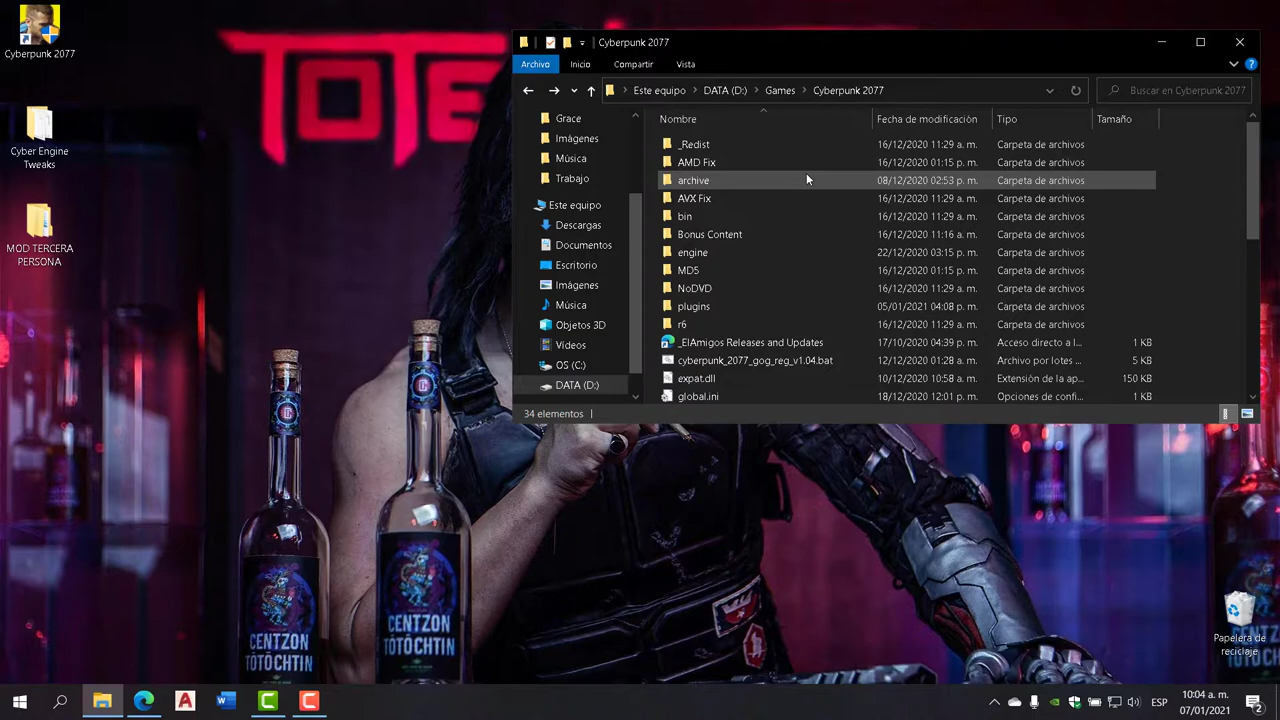 Cyberpunk 2077
Cyber Engine
Tweaks
MOD TERCERA
PERSONA
TOTE
CENTZON
TŌTŌCHTIN
CENTZON
TŌTŌCHTIN
Cyberpunk 2077
Archivo
Inicio
Compartir
Vista
Este equipo > DATA (D:) > Games > Cyberpunk 2077
Buscar en Cyberpunk 2077
Grace
Imágenes
Música
Trabajo
Este equipo
Descargas
Documentos
Escritorio
Imágenes
Música
Objetos 3D
Vídeos
OS (C:)
DATA (D:)
Nombre Fecha de modificación Tipo Tamaño
_Redist 16/12/2020 11:29 a. m. Carpeta de archivos
AMD Fix 16/12/2020 01:15 p. m. Carpeta de archivos
archive 08/12/2020 02:53 p. m. Carpeta de archivos
AVX Fix 16/12/2020 11:29 a. m. Carpeta de archivos
bin 16/12/2020 11:29 a. m. Carpeta de archivos
Bonus Content 16/12/2020 11:16 a. m. Carpeta de archivos
engine 22/12/2020 03:15 p. m. Carpeta de archivos
MD5 16/12/2020 01:15 p. m. Carpeta de archivos
NoDVD 16/12/2020 11:29 a. m. Carpeta de archivos
plugins 05/01/2021 04:08 p. m. Carpeta de archivos
r6 16/12/2020 11:29 a. m. Carpeta de archivos
_ElAmigos Releases and Updates 17/10/2020 04:39 p. m. Acceso directo a I... 1 KB
cyberpunk_2077_gog_reg_v1.04.bat 12/12/2020 01:28 a. m. Archivo por lotes ... 5 KB
expat.dll 10/12/2020 10:58 a. m. Extensión de la ap... 150 KB
global.ini 18/12/2020 12:01 p. m. Opciones de confi... 1 KB
34 elementos
Papelera de
reciclaje
ESP
10:04 a. m.
07/01/2021
2